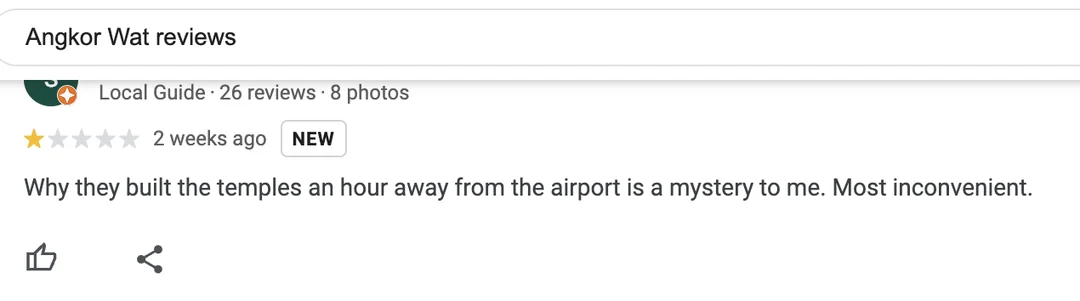 Angkor Wat reviews
Local Guide · 26 reviews · 8 photos
2 weeks ago NEW
Why they built the temples an hour away from the airport is a mystery to me. Most inconvenient.